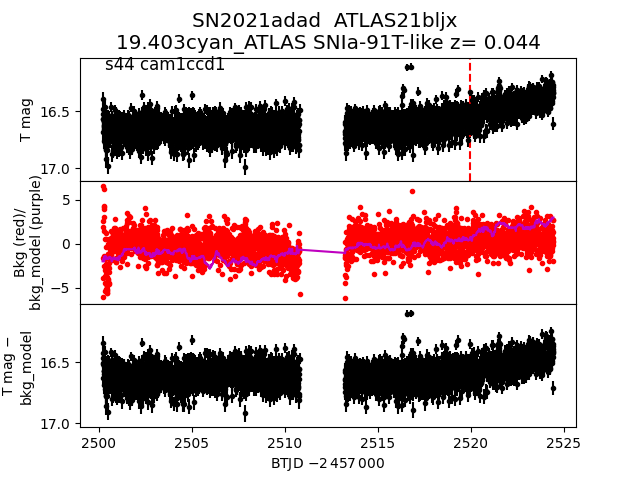 SN2021adad  ATLAS21bljx
19.403cyan_ATLAS SNIa-91T-like z= 0.044
s44 cam1ccd1
T mag
16.5
17.0
Bkg (red)/
bkg_model (purple)
5
0
−5
T mag −
bkg_model
16.5
17.0
2500
2505
2510
2515
2520
2525
BTJD −2 457 000